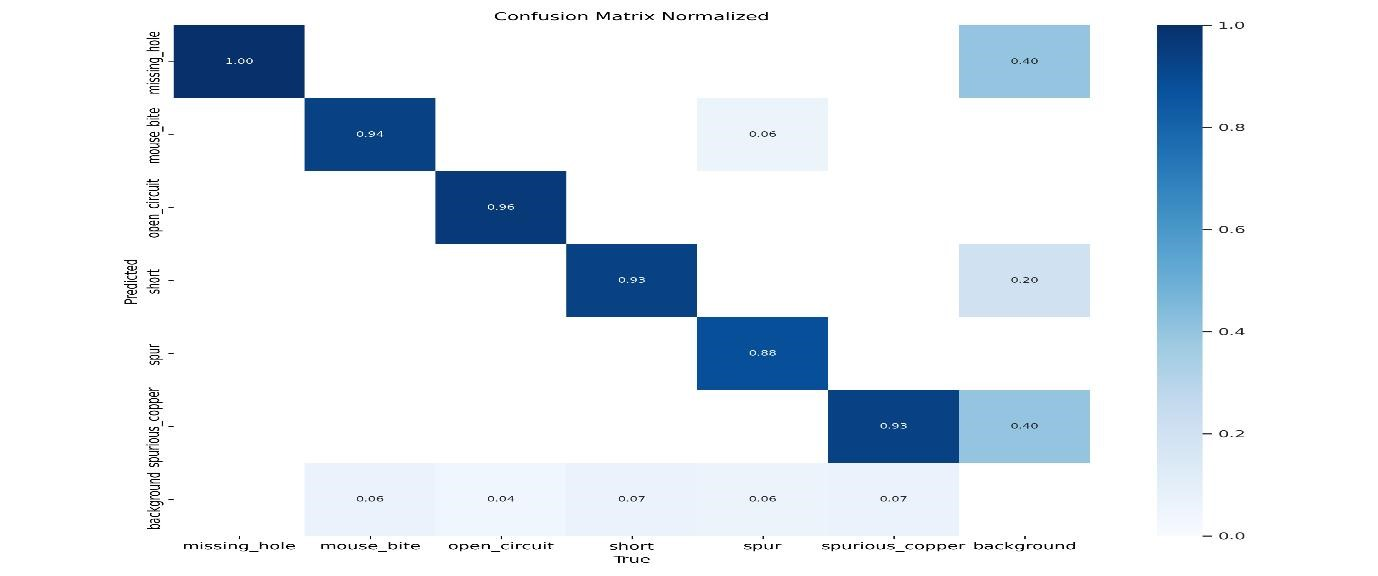 Confusion Matrix Normalized
missing_hole 1.00 0.40
mouse_bite 0.94 0.06
open_circuit 0.96
short 0.93 0.20
spur 0.88
spurious_copper 0.93 0.40
background 0.06 0.04 0.07 0.06 0.07
Predicted
missing_hole mouse_bite open_circuit short spur spurious_copper background
True
1.0
0.8
0.6
0.4
0.2
0.0